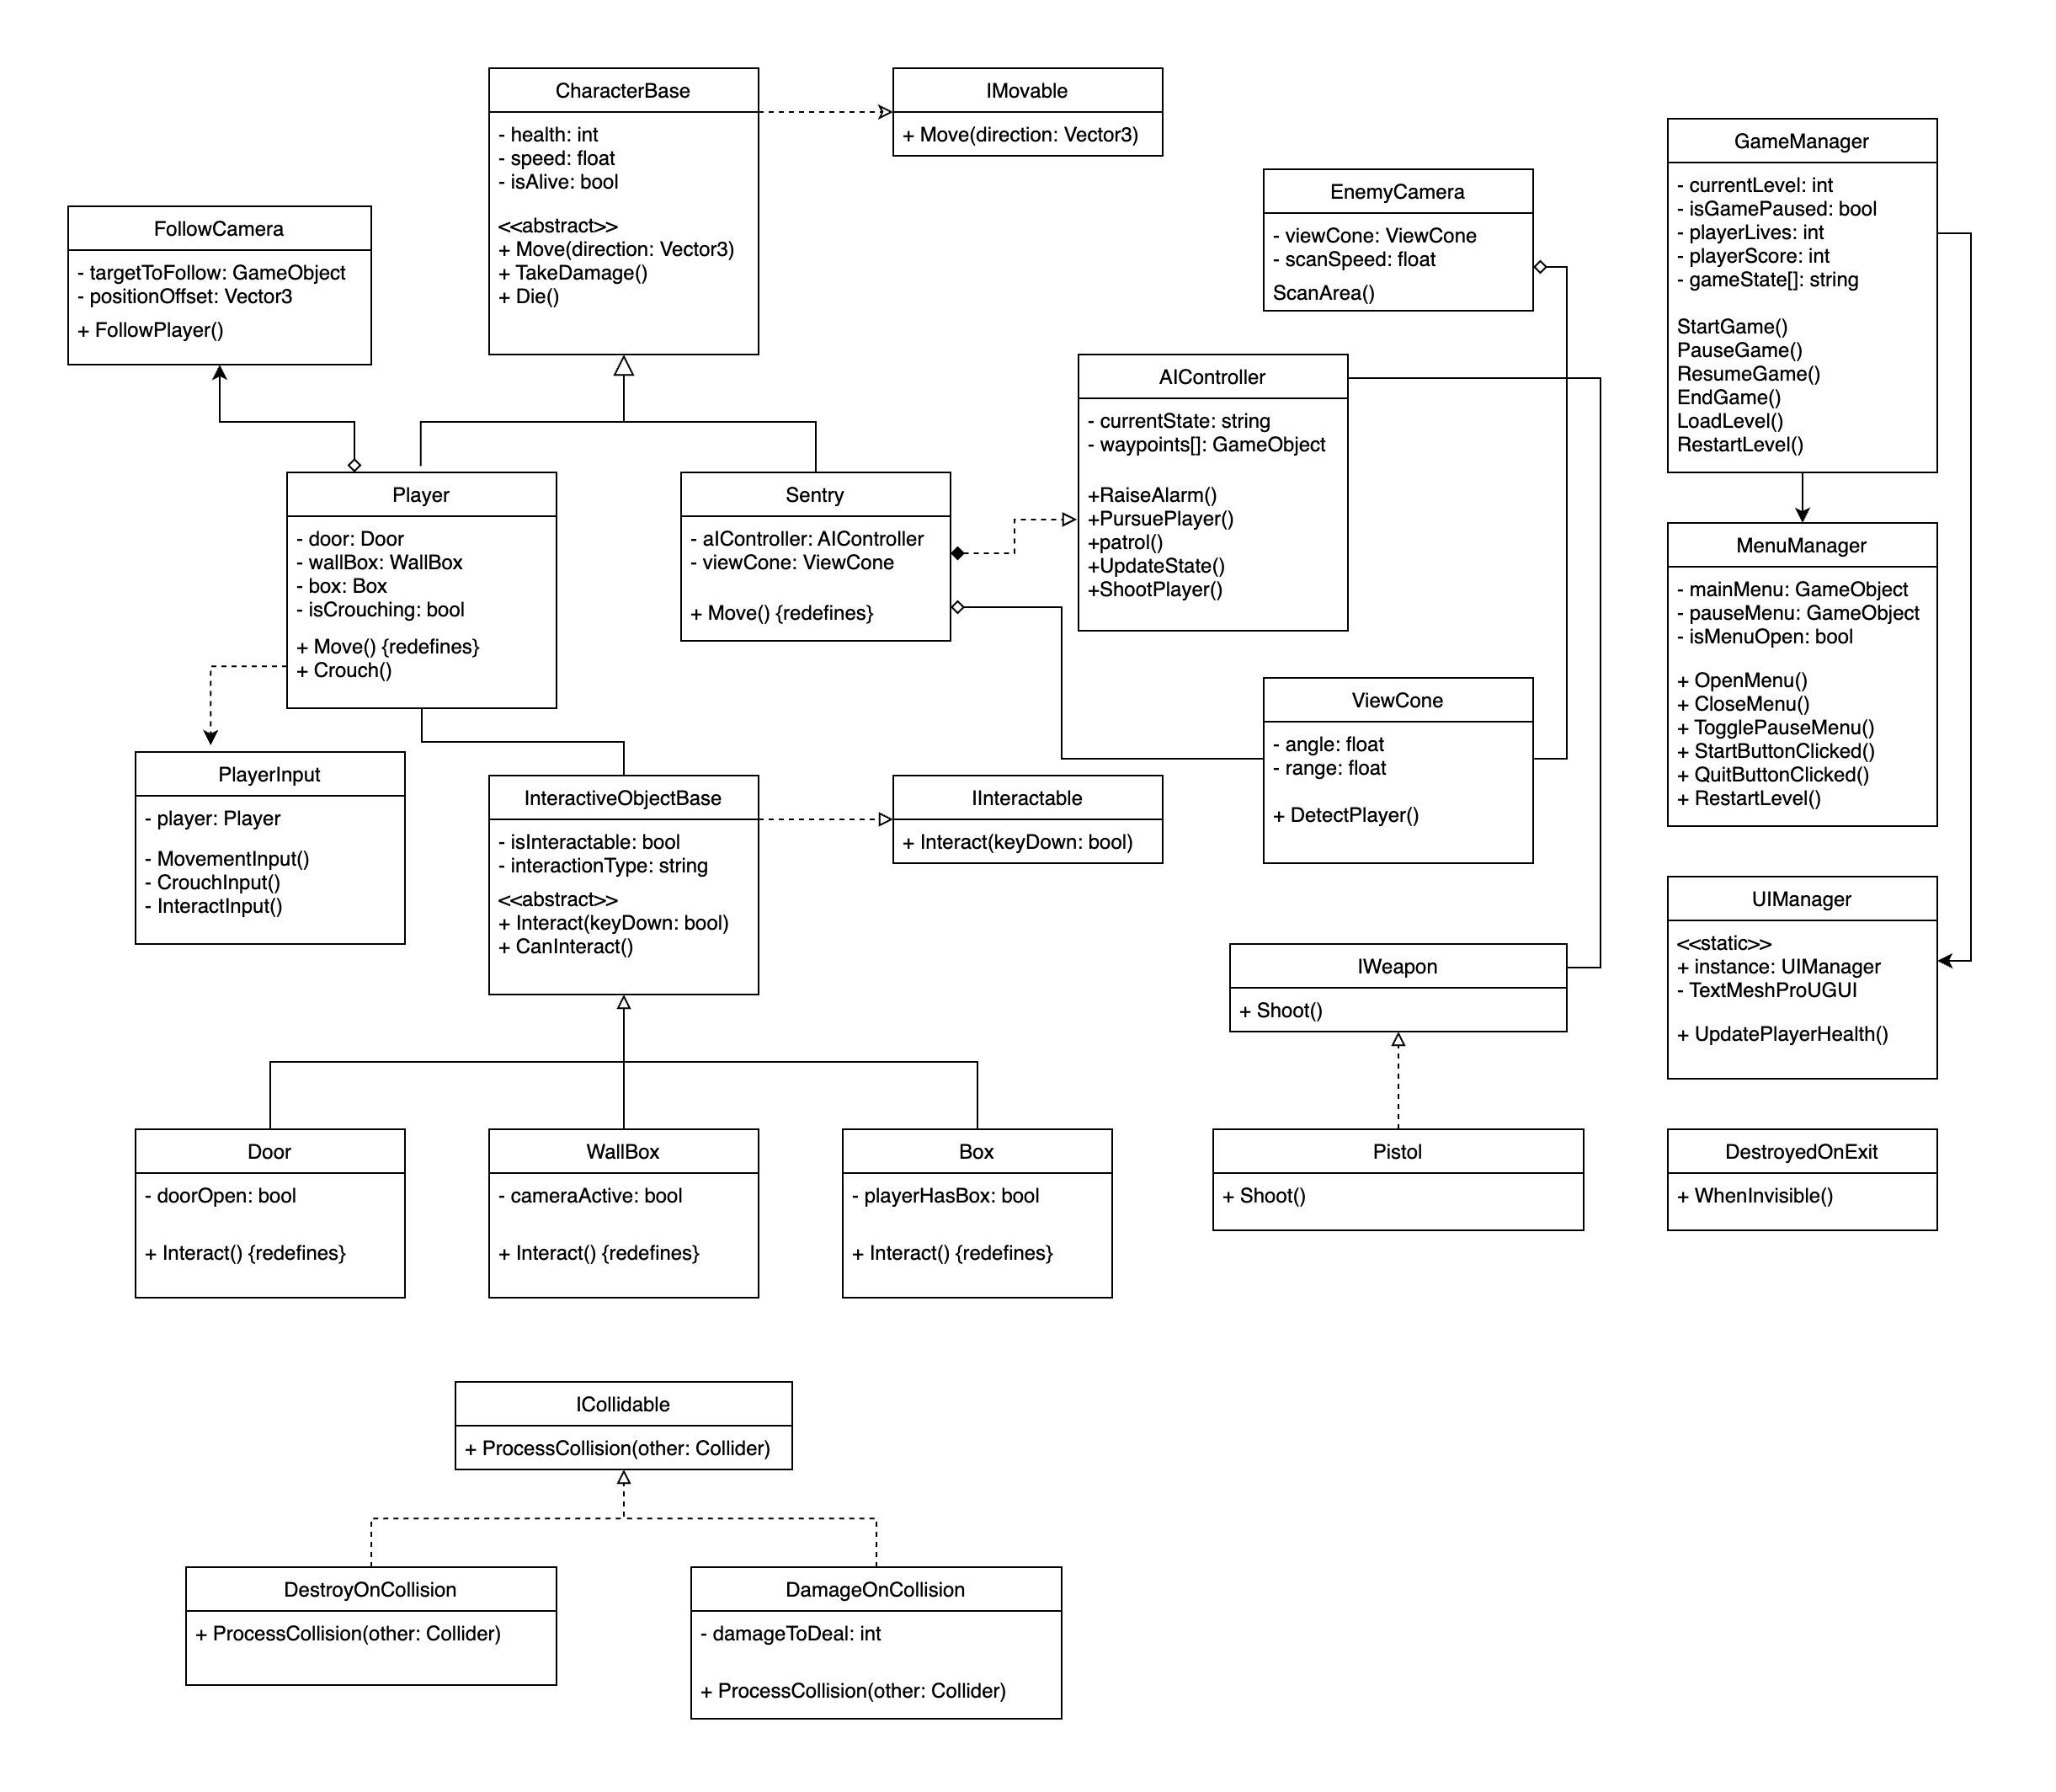 CharacterBase
- health: int
- speed: float
- isAlive: bool
<<abstract>>
+ Move(direction: Vector3)
+ TakeDamage()
+ Die()
IMovable
+ Move(direction: Vector3)
GameManager
- currentLevel: int
- isGamePaused: bool
- playerLives: int
- playerScore: int
- gameState[]: string
StartGame()
PauseGame()
ResumeGame()
EndGame()
LoadLevel()
RestartLevel()
EnemyCamera
- viewCone: ViewCone
- scanSpeed: float
ScanArea()
FollowCamera
- targetToFollow: GameObject
- positionOffset: Vector3
+ FollowPlayer()
AIController
- currentState: string
- waypoints[]: GameObject
+RaiseAlarm()
+PursuePlayer()
+patrol()
+UpdateState()
+ShootPlayer()
Player
- door: Door
- wallBox: WallBox
- box: Box
- isCrouching: bool
+ Move() {redefines}
+ Crouch()
Sentry
- aIController: AIController
- viewCone: ViewCone
+ Move() {redefines}
MenuManager
- mainMenu: GameObject
- pauseMenu: GameObject
- isMenuOpen: bool
+ OpenMenu()
+ CloseMenu()
+ TogglePauseMenu()
+ StartButtonClicked()
+ QuitButtonClicked()
+ RestartLevel()
ViewCone
- angle: float
- range: float
+ DetectPlayer()
PlayerInput
- player: Player
- MovementInput()
- CrouchInput()
- InteractInput()
InteractiveObjectBase
- isInteractable: bool
- interactionType: string
<<abstract>>
+ Interact(keyDown: bool)
+ CanInteract()
IInteractable
+ Interact(keyDown: bool)
UIManager
<<static>>
+ instance: UIManager
- TextMeshProUGUI
+ UpdatePlayerHealth()
IWeapon
+ Shoot()
Door
- doorOpen: bool
+ Interact() {redefines}
WallBox
- cameraActive: bool
+ Interact() {redefines}
Box
- playerHasBox: bool
+ Interact() {redefines}
Pistol
+ Shoot()
DestroyedOnExit
+ WhenInvisible()
ICollidable
+ ProcessCollision(other: Collider)
DestroyOnCollision
+ ProcessCollision(other: Collider)
DamageOnCollision
- damageToDeal: int
+ ProcessCollision(other: Collider)